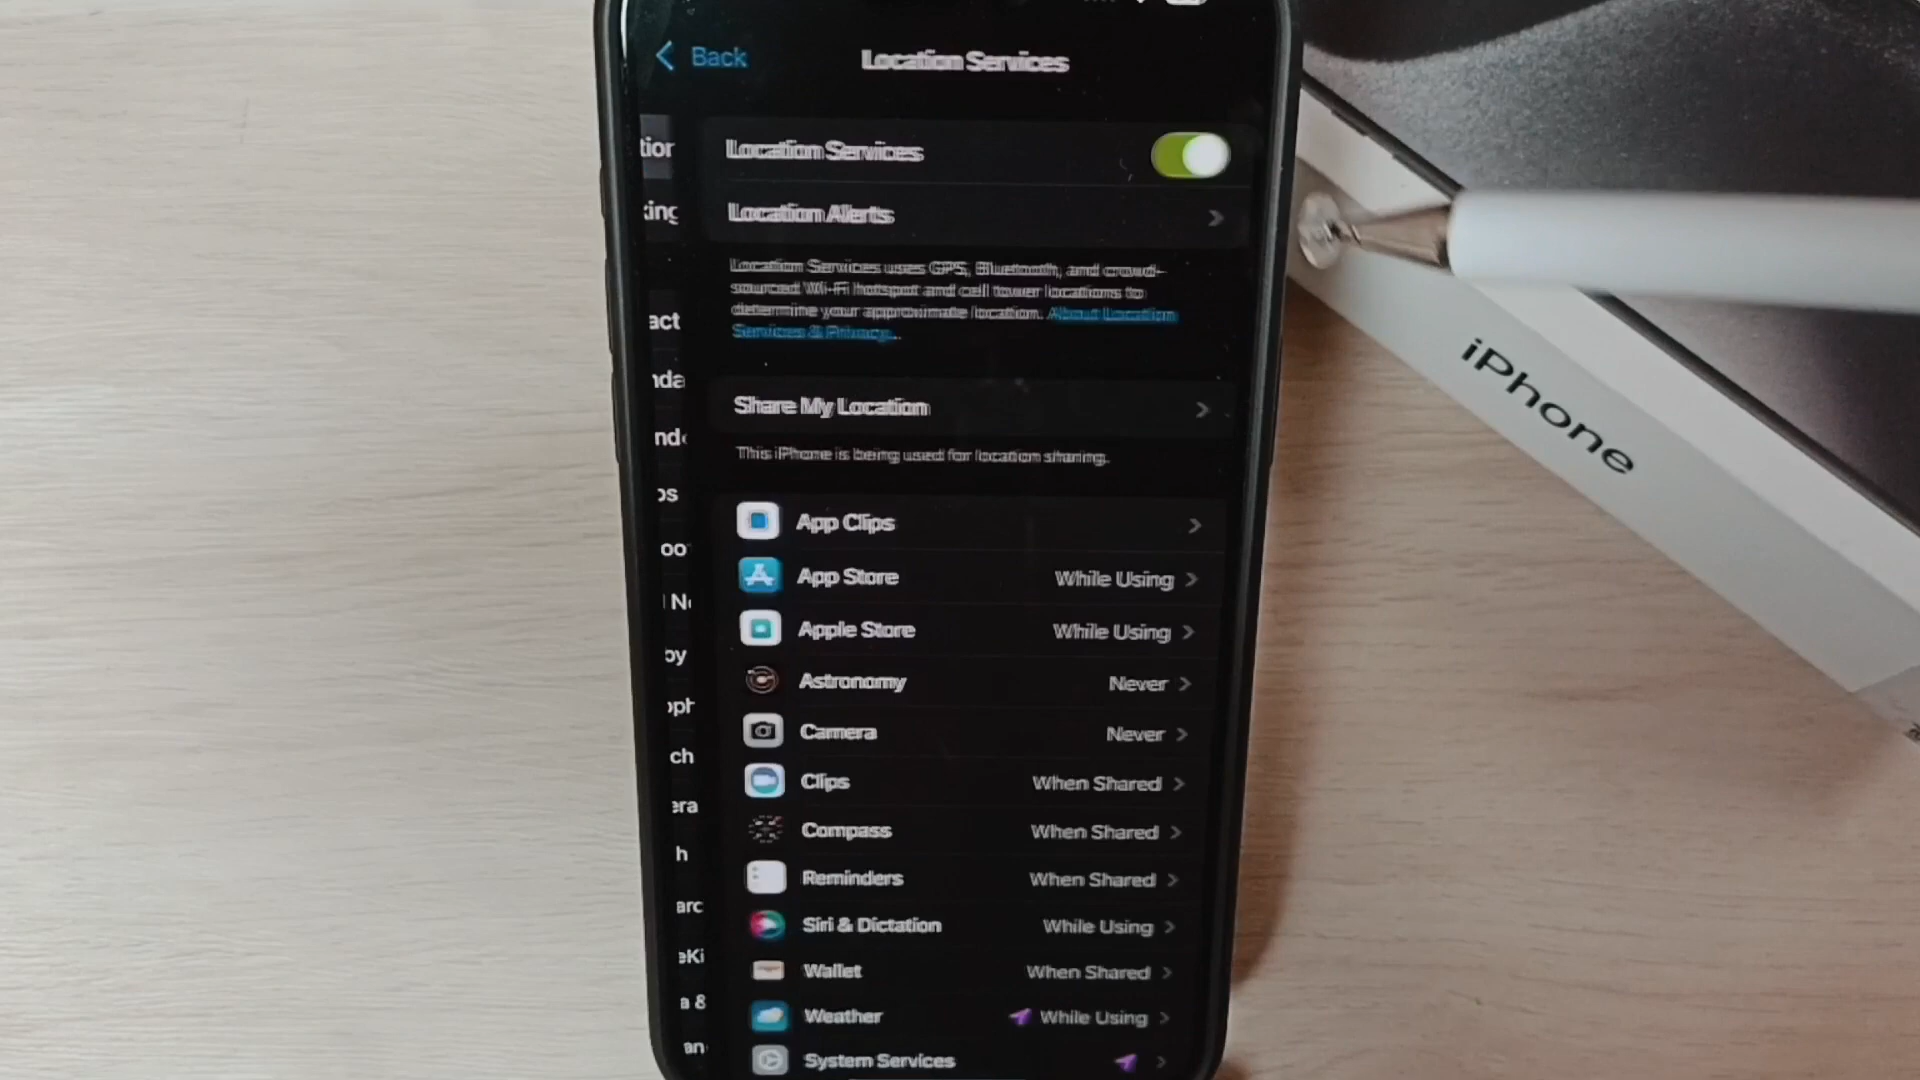 Back
Location Services
Location Services
Location Alerts
Location Services uses GPS, Bluetooth, and crowd-
sourced Wi-Fi hotspot and cell tower locations to
determine your approximate location. About Location
Services & Privacy...
Share My Location
This iPhone is being used for location sharing.
App Clips
App Store While Using
Apple Store While Using
Astronomy Never
Camera Never
Clips When Shared
Compass When Shared
Reminders When Shared
Siri & Dictation While Using
Wallet When Shared
Weather While Using
System Services
iPhone